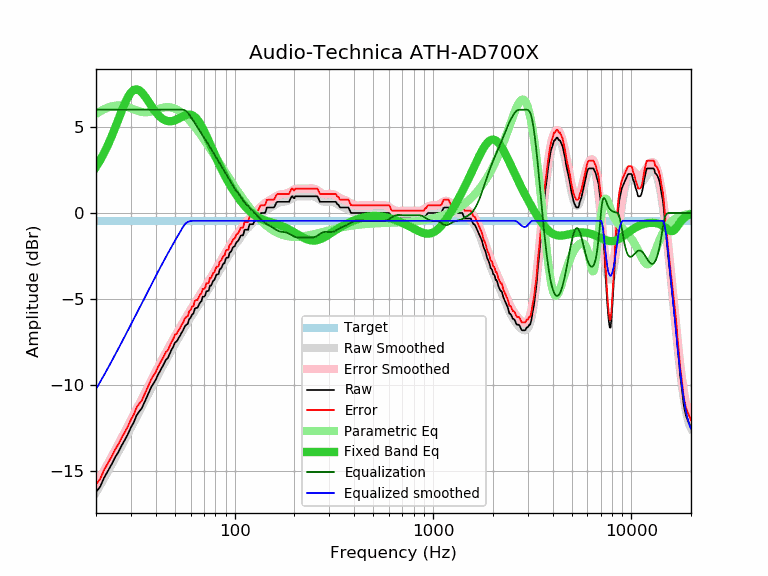 Audio-Technica ATH-AD700X
Amplitude (dBr)
5
0
−5
−10
−15
Target
Raw Smoothed
Error Smoothed
Raw
Error
Parametric Eq
Fixed Band Eq
Equalization
Equalized smoothed
100
1000
10000
Frequency (Hz)